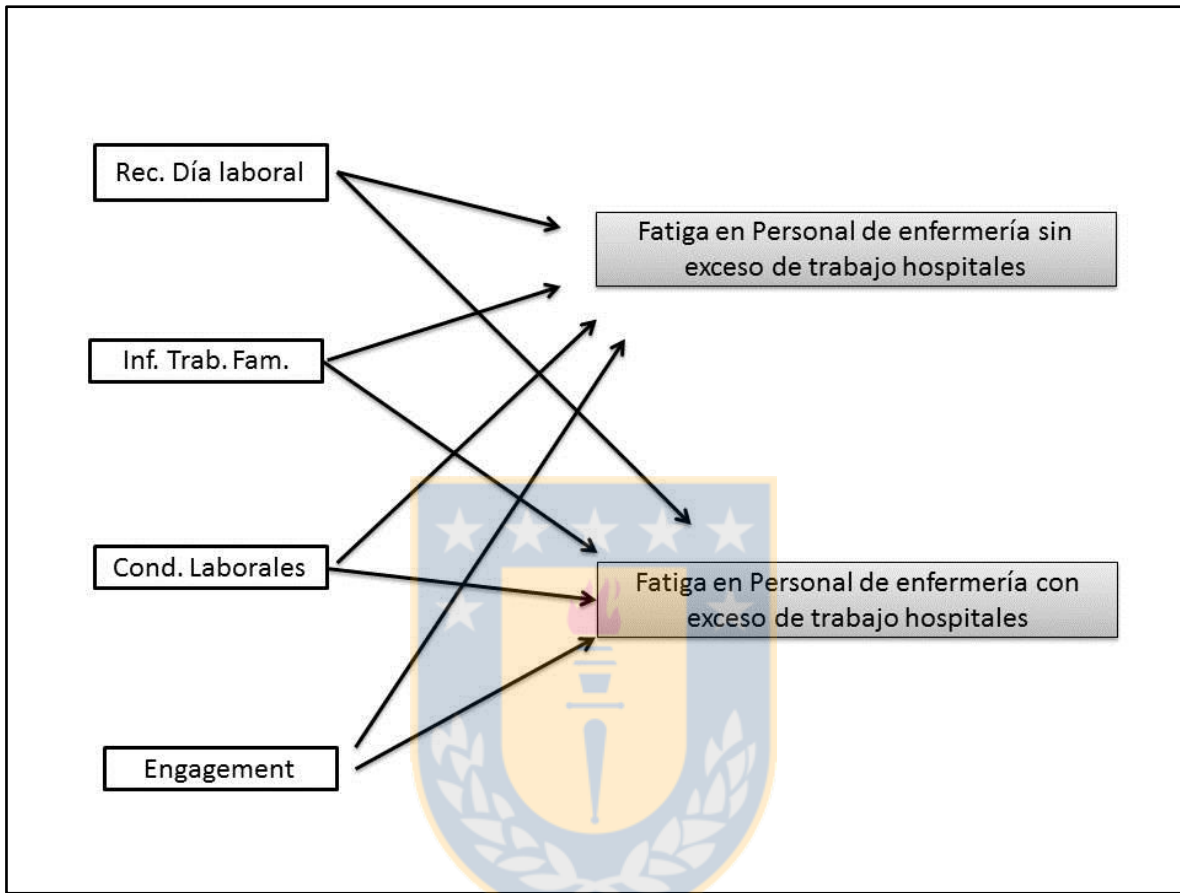 Rec. Día laboral
Fatiga en Personal de enfermería sin
exceso de trabajo hospitales
Inf. Trab. Fam.
Cond. Laborales
Fatiga en Personal de enfermería con
exceso de trabajo hospitales
Engagement